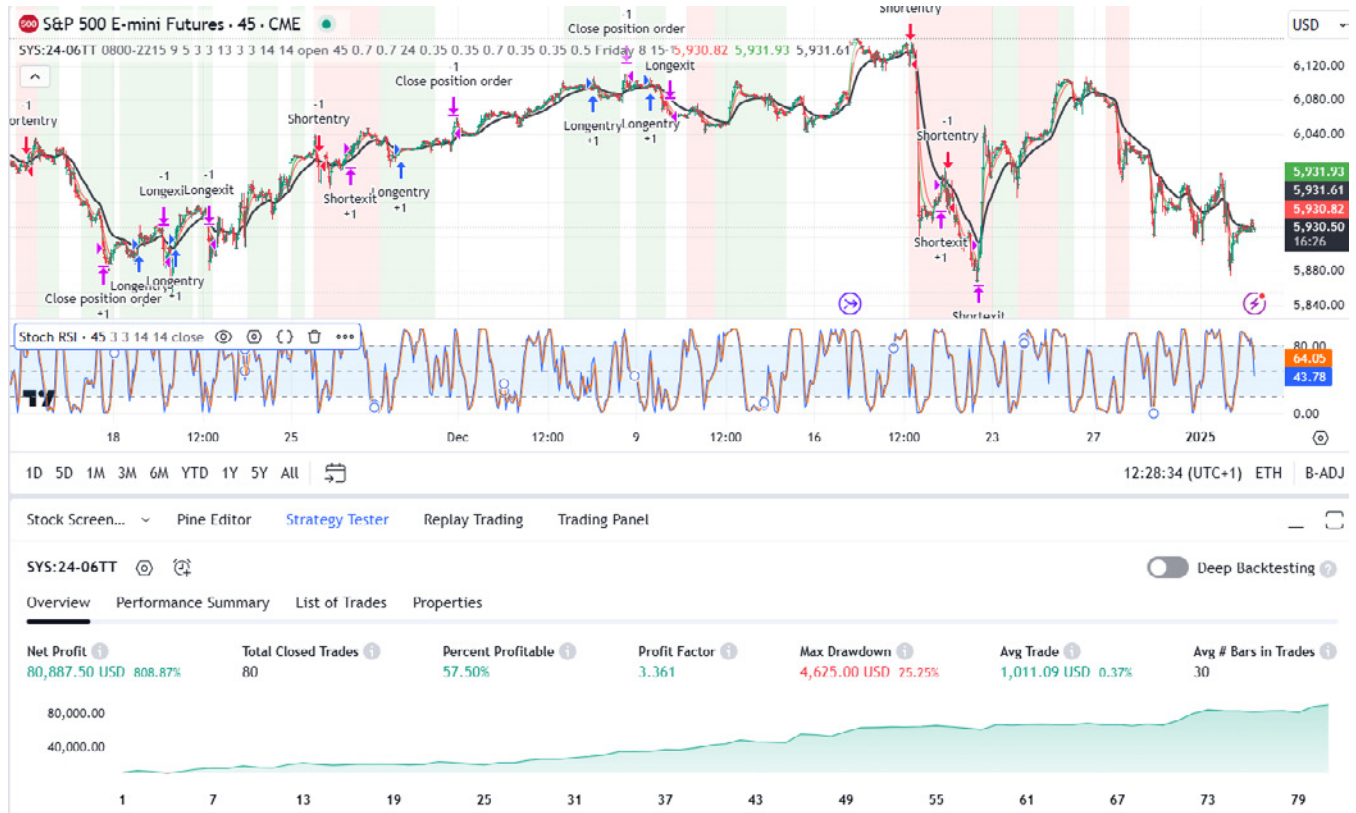 500 S&P 500 E-mini Futures · 45 · CME
USD
SYS:24-06TT 0800-2215 9 5 3 3 13 3 3 14 14 open 45 0.7 0.7 24 0.35 0.35 0.7 0.35 0.35 0.5 Friday 8 15-1 5,930.82 5,931.93 5,931.61
-1
Close position order
Shortentry
Longexit
-1
Close position order
-1
Shortentry
Longentry
+1
Longentry
+1
-1
Shortentry
-1
Longexit
-1
Longexit
Shortexit
+1
Longentry
+1
Shortexit
+1
Longentry
Longentry
+1
Close position order
+1
Shortexit
6,120.00
6,080.00
6,040.00
5,931.93
5,931.61
5,930.82
5,930.50
16:26
5,880.00
5,840.00
Stoch RSI · 45 3 3 14 14 close
80.00
64.05
43.78
0.00
18 12:00 25 Dec 12:00 9 12:00 16 12:00 23 27 2025
1D 5D 1M 3M 6M YTD 1Y 5Y All
12:28:34 (UTC+1) ETH B-ADJ
Stock Screen... Pine Editor Strategy Tester Replay Trading Trading Panel
SYS:24-06TT
Deep Backtesting
Overview Performance Summary List of Trades Properties
Net Profit Total Closed Trades Percent Profitable Profit Factor Max Drawdown Avg Trade Avg # Bars in Trades
80,887.50 USD 808.87% 80 57.50% 3.361 4,625.00 USD 25.25% 1,011.09 USD 0.37% 30
80,000.00
40,000.00
1 7 13 19 25 31 37 43 49 55 61 67 73 79